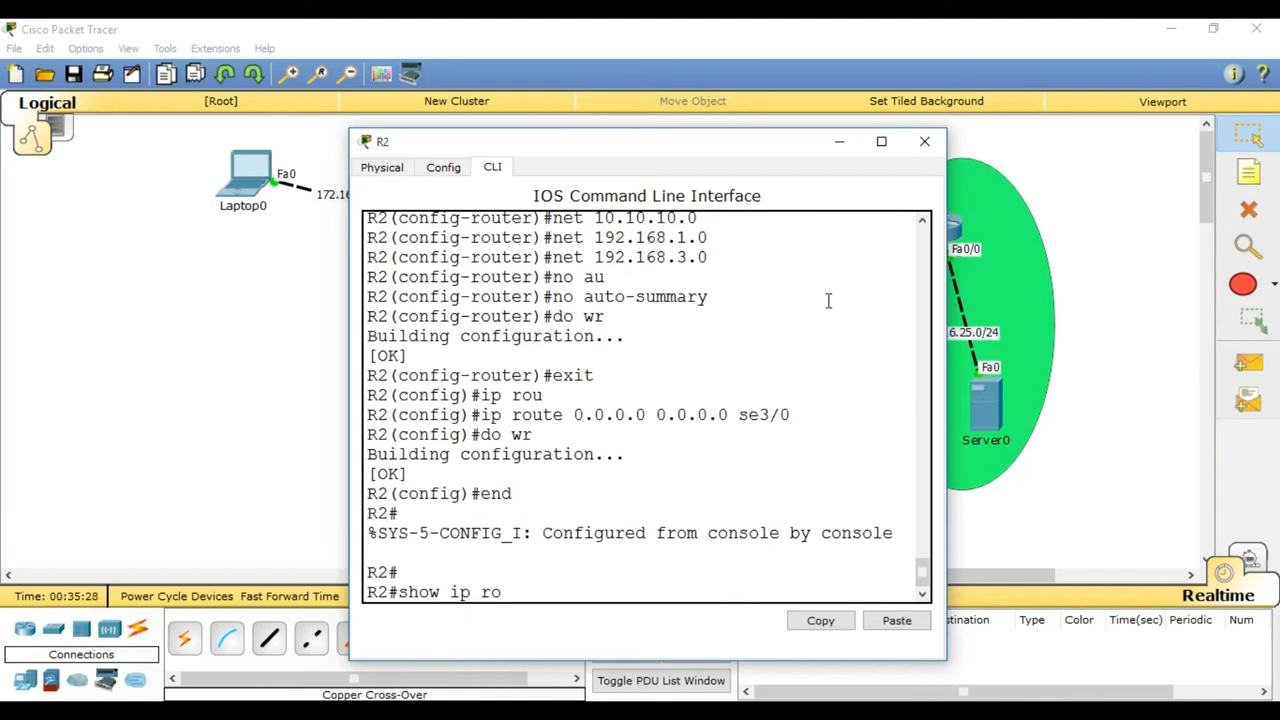 Cisco Packet Tracer
File Edit Options View Tools Extensions Help
Logical [Root] New Cluster Move Object Set Tiled Background Viewport
R2
Physical Config CLI
IOS Command Line Interface
R2(config-router)#net 10.10.10.0
R2(config-router)#net 192.168.1.0
R2(config-router)#net 192.168.3.0
R2(config-router)#no au
R2(config-router)#no auto-summary
R2(config-router)#do wr
Building configuration...
[OK]
R2(config-router)#exit
R2(config)#ip rou
R2(config)#ip route 0.0.0.0 0.0.0.0 se3/0
R2(config)#do wr
Building configuration...
[OK]
R2(config)#end
R2#
%SYS-5-CONFIG_I: Configured from console by console
R2#
R2#show ip ro
Copy Paste
Fa0
172.16
Laptop0
Fa0/0
6.25.0/24
Fa0
Server0
Time: 00:35:28 Power Cycle Devices Fast Forward Time
Realtime
Connections
Copper Cross-Over
Toggle PDU List Window
stination Type Color Time(sec) Periodic Num